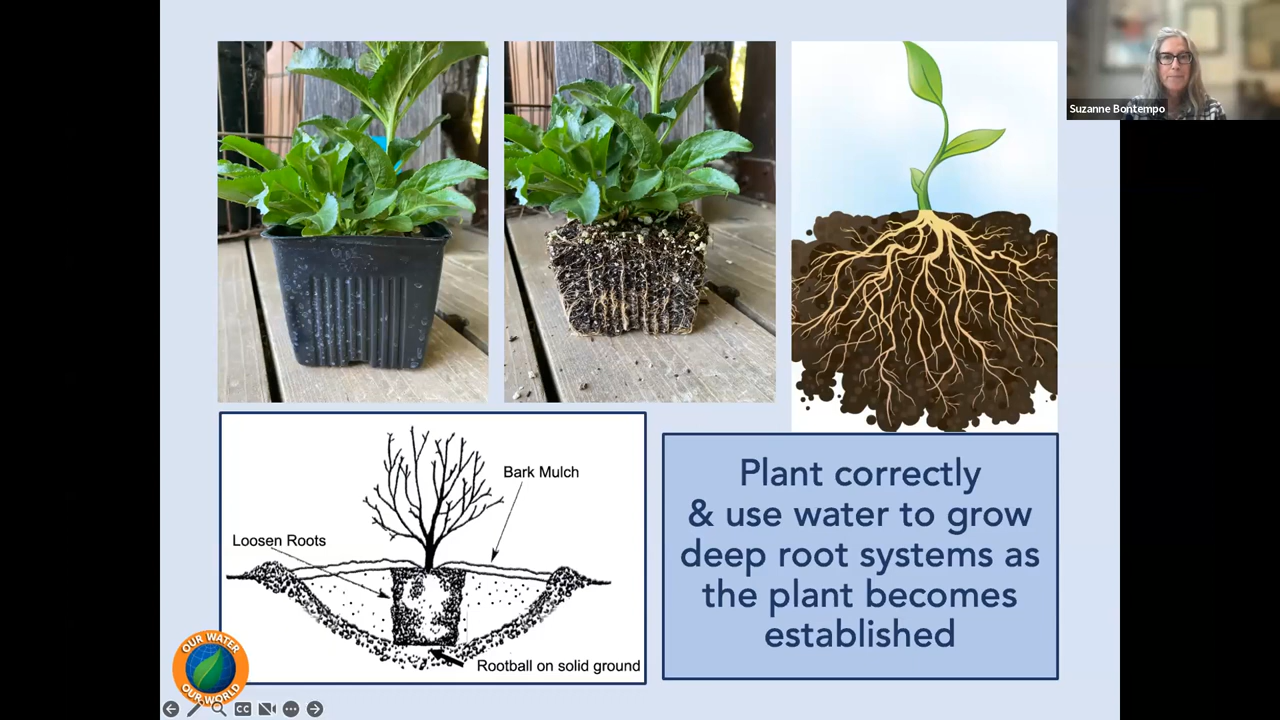 Suzanne Bontempo
Bark Mulch
Loosen Roots
Rootball on solid ground
Plant correctly
& use water to grow
deep root systems as
the plant becomes
established
OUR WATER
OUR WORLD
CC